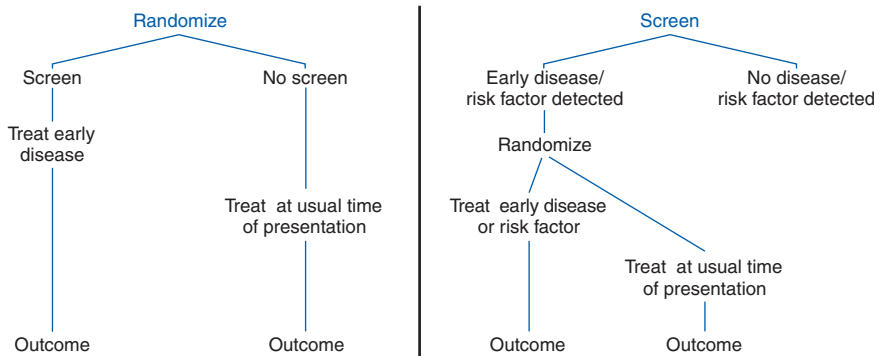 Randomize
Screen
No screen
Treat early
disease
Treat at usual time
of presentation
Outcome
Outcome
Screen
Early disease/
risk factor detected
No disease/
risk factor detected
Randomize
Treat early disease
or risk factor
Treat at usual time
of presentation
Outcome
Outcome